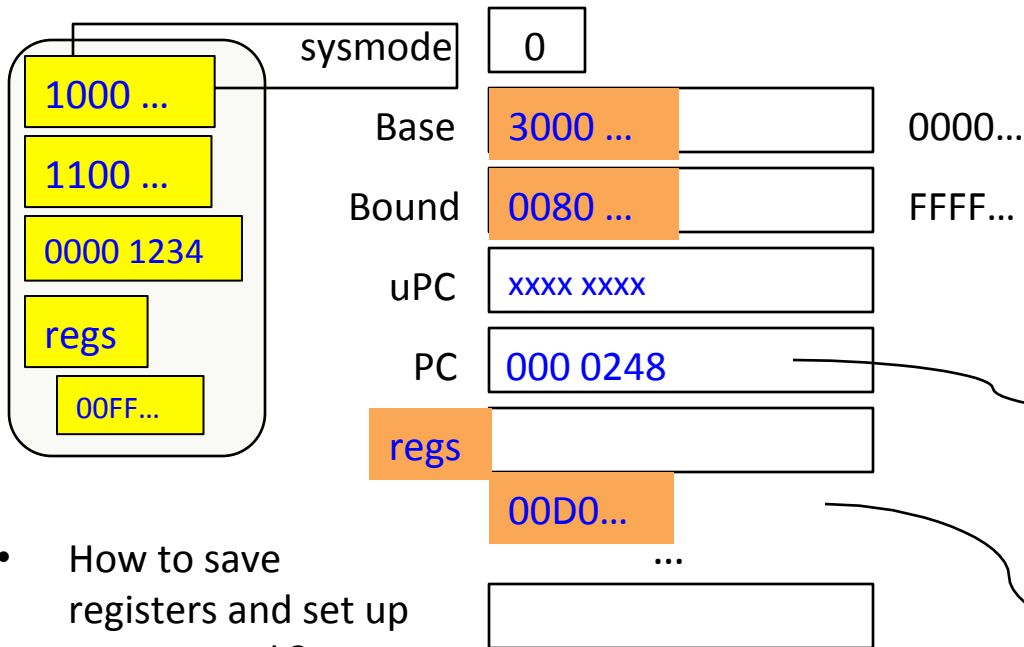 sysmode 0
1000 …
Base 3000 … 0000…
1100 …
Bound 0080 … FFFF…
0000 1234
uPC xxxx xxxx
regs
PC 000 0248
00FF…
regs
00D0…
…
• How to save
registers and set up